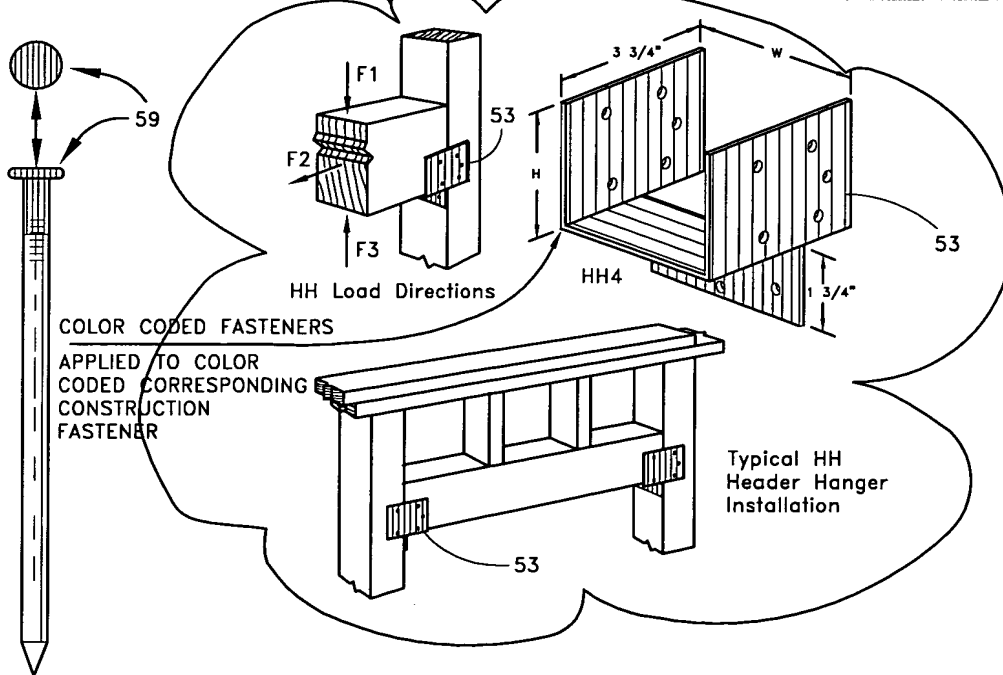 59
F1
F2
F3
53
HH Load Directions
3 3/4"
W
H
HH4
53
1 3/4"
COLOR CODED FASTENERS
APPLIED TO COLOR
CODED CORRESPONDING
CONSTRUCTION
FASTENER
Typical HH
Header Hanger
Installation
53